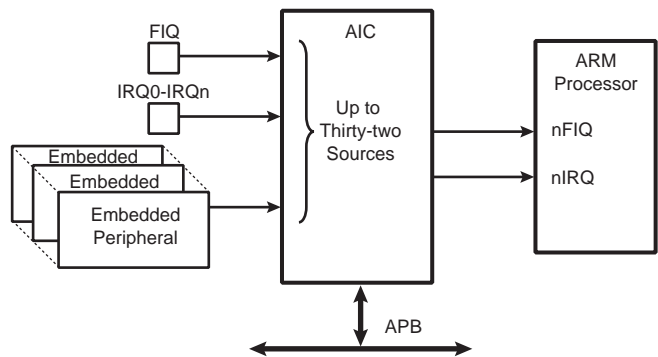 FIQ
IRQ0-IRQn
Embedded
Embedded
Embedded
Peripheral
AIC
Up to
Thirty-two
Sources
ARM
Processor
nFIQ
nIRQ
APB